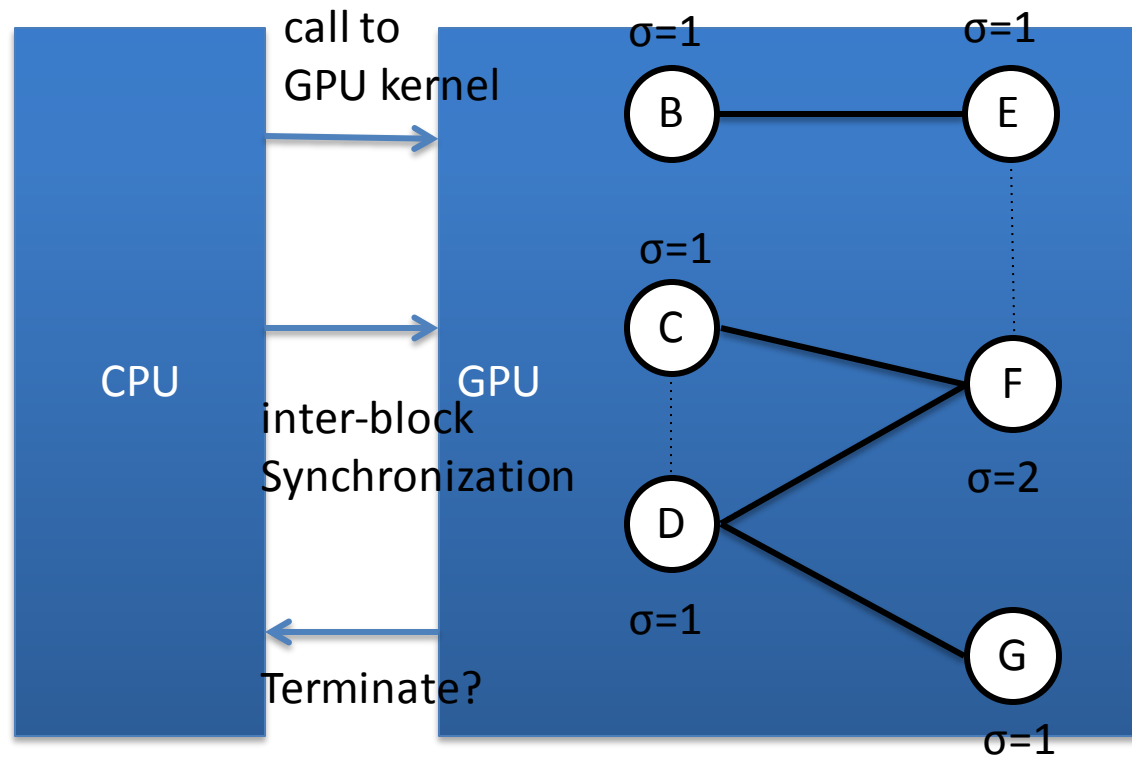 call to
GPU kernel
σ=1
σ=1
B
E
σ=1
C
CPU
GPU
F
inter-block
Synchronization
σ=2
D
σ=1
G
Terminate?
σ=1